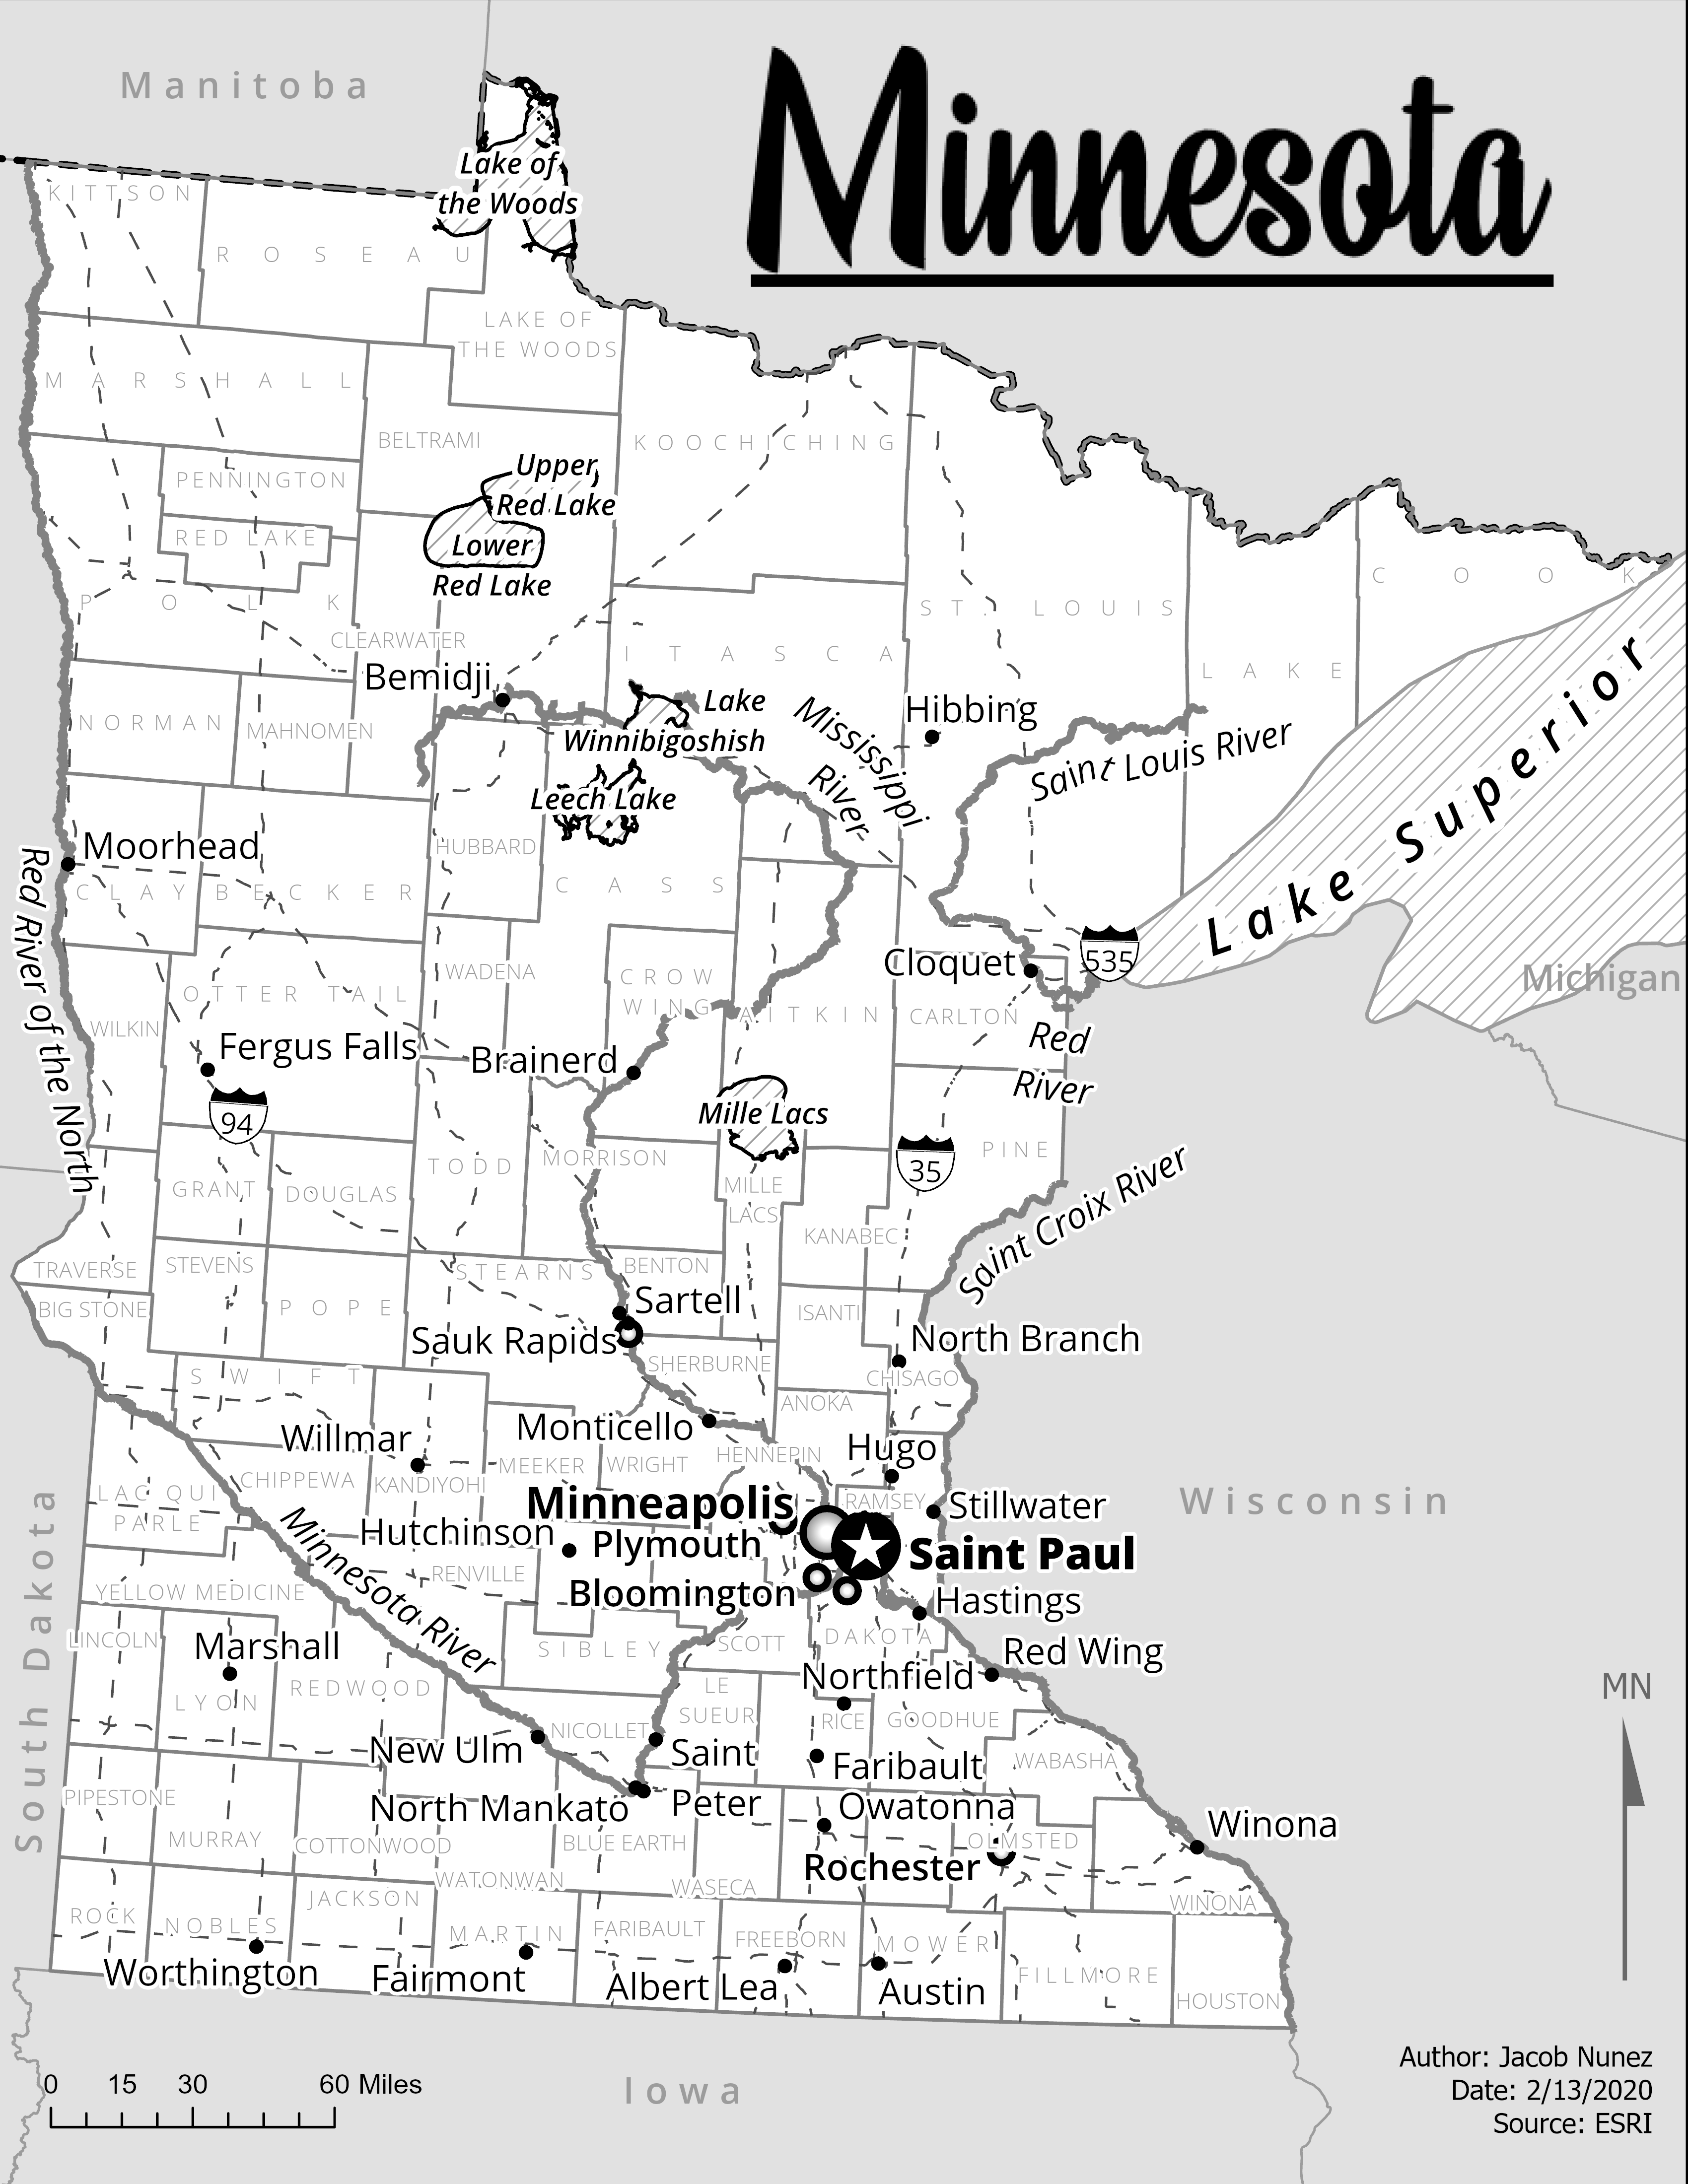 Minnesota
Manitoba
Lake of
the Woods
KITTSON
ROSEAU
LAKE OF
THE WOODS
MARSHALL
BELTRAMI
KOOCHICHING
Upper
Red Lake
PENNINGTON
RED LAKE
Lower
Red Lake
COOK
POLK
ST. LOUIS
CLEARWATER
ITASCA
LAKE
Bemidji
Lake
Winnibigoshish
Mississippi
River
Hibbing
Saint Louis River
Lake Superior
NORMAN
MAHNOMEN
Leech Lake
HUBBARD
Moorhead
Red River of the North
CLAY
BECKER
CASS
Cloquet
535
Michigan
WADENA
CROW
WING
OTTER TAIL
AITKIN
CARLTON
WILKIN
Red
River
Fergus Falls
Brainerd
94
Mille Lacs
35
PINE
TODD
MORRISON
Saint Croix River
GRANT
DOUGLAS
MILLE
LACS
KANABEC
TRAVERSE
STEVENS
STEARNS
BENTON
BIG STONE
POPE
Sartell
ISANTI
Sauk Rapids
North Branch
SHERBURNE
CHISAGO
SWIFT
ANOKA
Monticello
Willmar
HENNEPIN
Hugo
CHIPPEWA
KANDIYOHI
MEEKER
WRIGHT
LAC QUI
PARLE
Minneapolis
RAMSEY
Stillwater
Wisconsin
Hutchinson
Plymouth
Saint Paul
Minnesota River
RENVILLE
YELLOW MEDICINE
Bloomington
Hastings
South Dakota
LINCOLN
Marshall
SIBLEY
SCOTT
DAKOTA
Red Wing
LYON
REDWOOD
LE
SUEUR
Northfield
MN
NICOLLET
RICE
GOODHUE
New Ulm
Saint
Peter
Faribault
WABASHA
PIPESTONE
North Mankato
Owatonna
Winona
MURRAY
COTTONWOOD
BLUE EARTH
OLMSTED
WATONWAN
WASECA
Rochester
ROCK
NOBLES
JACKSON
MARTIN
FARIBAULT
FREEBORN
MOWER
WINONA
Worthington
Fairmont
Albert Lea
Austin
FILLMORE
HOUSTON
0 15 30 60 Miles
Iowa
Author: Jacob Nunez
Date: 2/13/2020
Source: ESRI